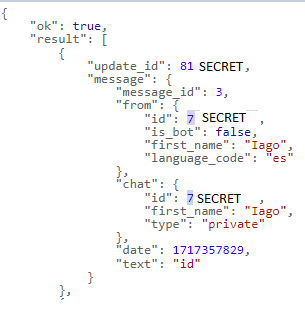 {
"ok": true,
"result": [
{
"update_id": 81 SECRET,
"message": {
"message_id": 3,
"from": {
"id": 7 SECRET ,
"is_bot": false,
"first_name": "Iago",
"language_code": "es"
},
"chat": {
"id": 7 SECRET ,
"first_name": "Iago",
"type": "private"
},
"date": 1717357829,
"text": "id"
}
},